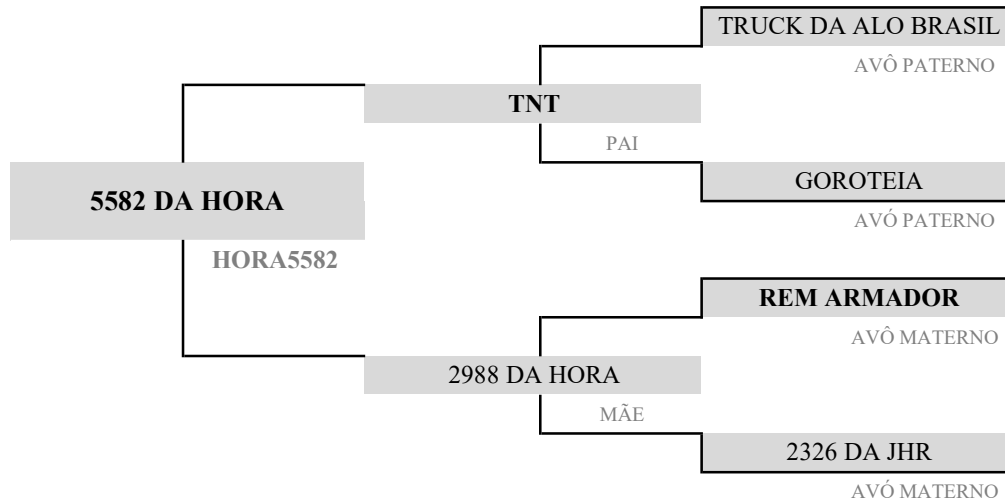 TRUCK DA ALO BRASIL
AVÔ PATERNO
TNT
PAI
GOROTEIA
AVÓ PATERNO
5582 DA HORA
HORA5582
REM ARMADOR
AVÔ MATERNO
2988 DA HORA
MÃE
2326 DA JHR
AVÓ MATERNO